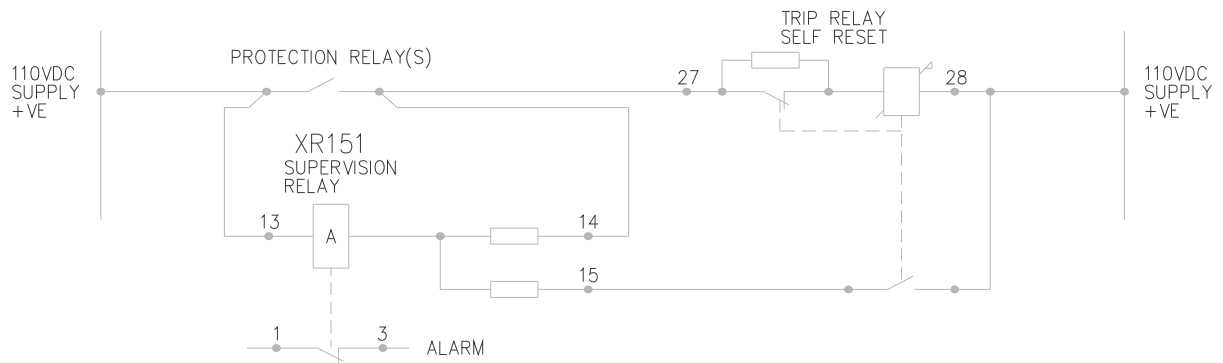 TRIP RELAY
SELF RESET
PROTECTION RELAY(S)
110VDC
SUPPLY
+VE
27
28
110VDC
SUPPLY
+VE
XR151
SUPERVISION
RELAY
13
A
14
15
1
3
ALARM